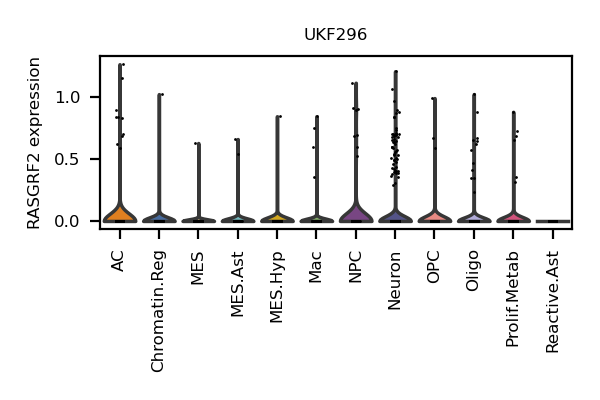 UKF296
RASGRF2 expression
1.0
0.5
0.0
AC
Chromatin.Reg
MES
MES.Ast
MES.Hyp
Mac
NPC
Neuron
OPC
Oligo
Prolif.Metab
Reactive.Ast